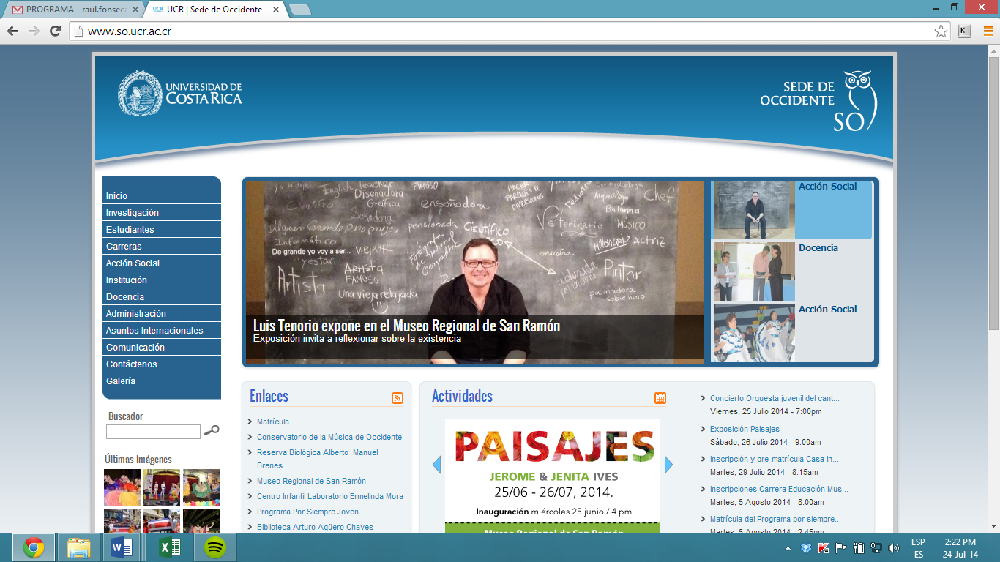 PROGRAMA - raul.fonseca
UCR | Sede de Occidente
www.so.ucr.ac.cr
UNIVERSIDAD DE
COSTA RICA
SEDE DE
OCCIDENTE
SO
Inicio
Investigación
Estudiantes
Carreras
Acción Social
Institución
Docencia
Administración
Asuntos Internacionales
Comunicación
Contáctenos
Galería
Buscador
Últimas Imágenes
English
Teacher
FAMOSO
Diseñadora
Gráfica
Científico
Soñadora
ensoñadora
HACER
PARQUES DE
DIVERSIONES
Pediatra
Arqueólogo
Chef
Bailarina
pensionada
CIENTÍFICO
Veterinario
MÚSICO
Informático
De grande yo voy a ser...
Millonario
Actriz
maestra
Artista
Artista
FAMOSO
Una vieja relajada
Pintor
patinadora
sobre hielo
Luis Tenorio expone en el Museo Regional de San Ramón
Exposición invita a reflexionar sobre la existencia
Acción Social
Docencia
Acción Social
Enlaces
Matrícula
Conservatorio de la Música de Occidente
Reserva Biológica Alberto Manuel
Brenes
Museo Regional de San Ramón
Centro Infantil Laboratorio Ermelinda Mora
Programa Por Siempre Joven
Biblioteca Arturo Agüero Chaves
Actividades
PAISAJES
JEROME & JENITA IVES
25/06 - 26/07, 2014.
Inauguración miércoles 25 junio / 4 pm
Museo Regional de San Ramón
Concierto Orquesta juvenil del cant...
Viernes, 25 Julio 2014 - 7:00pm
Exposición Paisajes
Sábado, 26 Julio 2014 - 9:00am
Inscripción y pre-matrícula Casa In...
Martes, 29 Julio 2014 - 8:15am
Inscripciones Carrera Educación Mus...
Martes, 5 Agosto 2014 - 8:00am
Matrícula del Programa por siempre...
Martes, 5 Agosto 2014 - 2:45pm
ESP
ES
2:22 PM
24-Jul-14